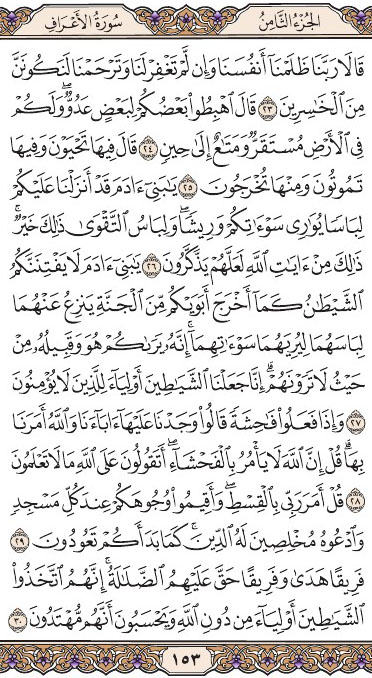 سُورَةُ الأَعْرَافِ الجُزْءُ الثَّامِنُ
قَالَا رَبَّنَا ظَلَمْنَآ أَنفُسَنَا وَإِن لَّمْ تَغْفِرْ لَنَا وَتَرْحَمْنَا لَنَكُونَنَّ
مِنَ ٱلْخَٰسِرِينَ ٢٣ قَالَ ٱهْبِطُوا۟ بَعْضُكُمْ لِبَعْضٍ عَدُوٌّ ۖ وَلَكُمْ
فِى ٱلْأَرْضِ مُسْتَقَرٌّ وَمَتَٰعٌ إِلَىٰ حِينٍ ٢٤ قَالَ فِيهَا تَحْيَوْنَ وَفِيهَا
تَمُوتُونَ وَمِنْهَا تُخْرَجُونَ ٢٥ يَٰبَنِىٓ ءَادَمَ قَدْ أَنزَلْنَا عَلَيْكُمْ
لِبَاسًا يُوَٰرِى سَوْءَٰتِكُمْ وَرِيشًا ۖ وَلِبَاسُ ٱلتَّقْوَىٰ ذَٰلِكَ خَيْرٌ ۚ
ذَٰلِكَ مِنْ ءَايَٰتِ ٱللَّهِ لَعَلَّهُمْ يَذَّكَّرُونَ ٢٦ يَٰبَنِىٓ ءَادَمَ لَا يَفْتِنَنَّكُمُ
ٱلشَّيْطَٰنُ كَمَآ أَخْرَجَ أَبَوَيْكُم مِّنَ ٱلْجَنَّةِ يَنزِعُ عَنْهُمَا
لِبَاسَهُمَا لِيُرِيَهُمَا سَوْءَٰتِهِمَآ ۗ إِنَّهُۥ يَرَىٰكُمْ هُوَ وَقَبِيلُهُۥ مِنْ
حَيْثُ لَا تَرَوْنَهُمْ ۗ إِنَّا جَعَلْنَا ٱلشَّيَٰطِينَ أَوْلِيَآءَ لِلَّذِينَ لَا يُؤْمِنُونَ
٢٧ وَإِذَا فَعَلُوا۟ فَٰحِشَةً قَالُوا۟ وَجَدْنَا عَلَيْهَآ ءَابَآءَنَا وَٱللَّهُ أَمَرَنَا
بِهَا ۗ قُلْ إِنَّ ٱللَّهَ لَا يَأْمُرُ بِٱلْفَحْشَآءِ ۖ أَتَقُولُونَ عَلَى ٱللَّهِ مَا لَا تَعْلَمُونَ
٢٨ قُلْ أَمَرَ رَبِّى بِٱلْقِسْطِ ۖ وَأَقِيمُوا۟ وُجُوهَكُمْ عِندَ كُلِّ مَسْجِدٍ
وَٱدْعُوهُ مُخْلِصِينَ لَهُ ٱلدِّينَ ۚ كَمَا بَدَأَكُمْ تَعُودُونَ ٢٩
فَرِيقًا هَدَىٰ وَفَرِيقًا حَقَّ عَلَيْهِمُ ٱلضَّلَٰلَةُ ۗ إِنَّهُمُ ٱتَّخَذُوا۟
ٱلشَّيَٰطِينَ أَوْلِيَآءَ مِن دُونِ ٱللَّهِ وَيَحْسَبُونَ أَنَّهُم مُّهْتَدُونَ ٣٠
١٥٣